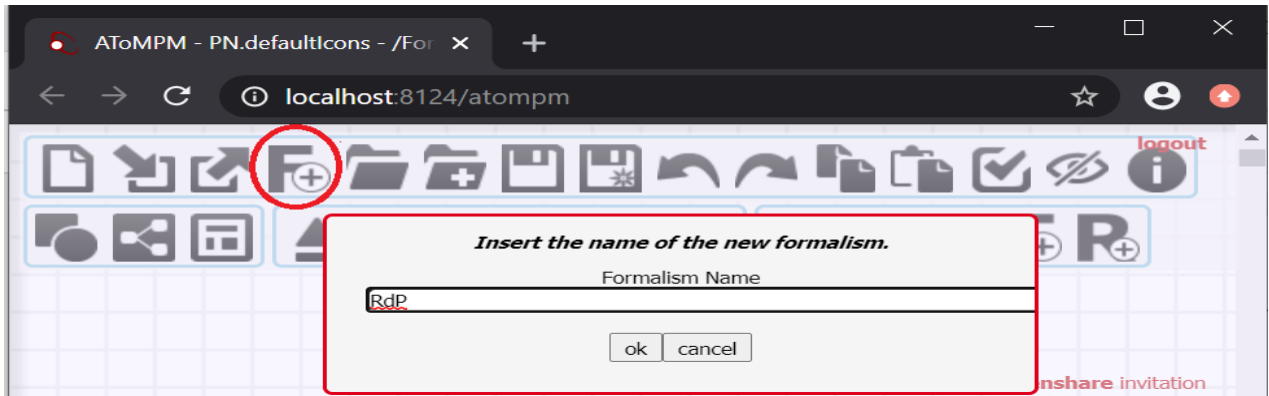 AToMPM - PN.defaultIcons - /For
localhost:8124/atompm
logout
F
R
Insert the name of the new formalism.
Formalism Name
RdP
ok cancel
nshare invitation